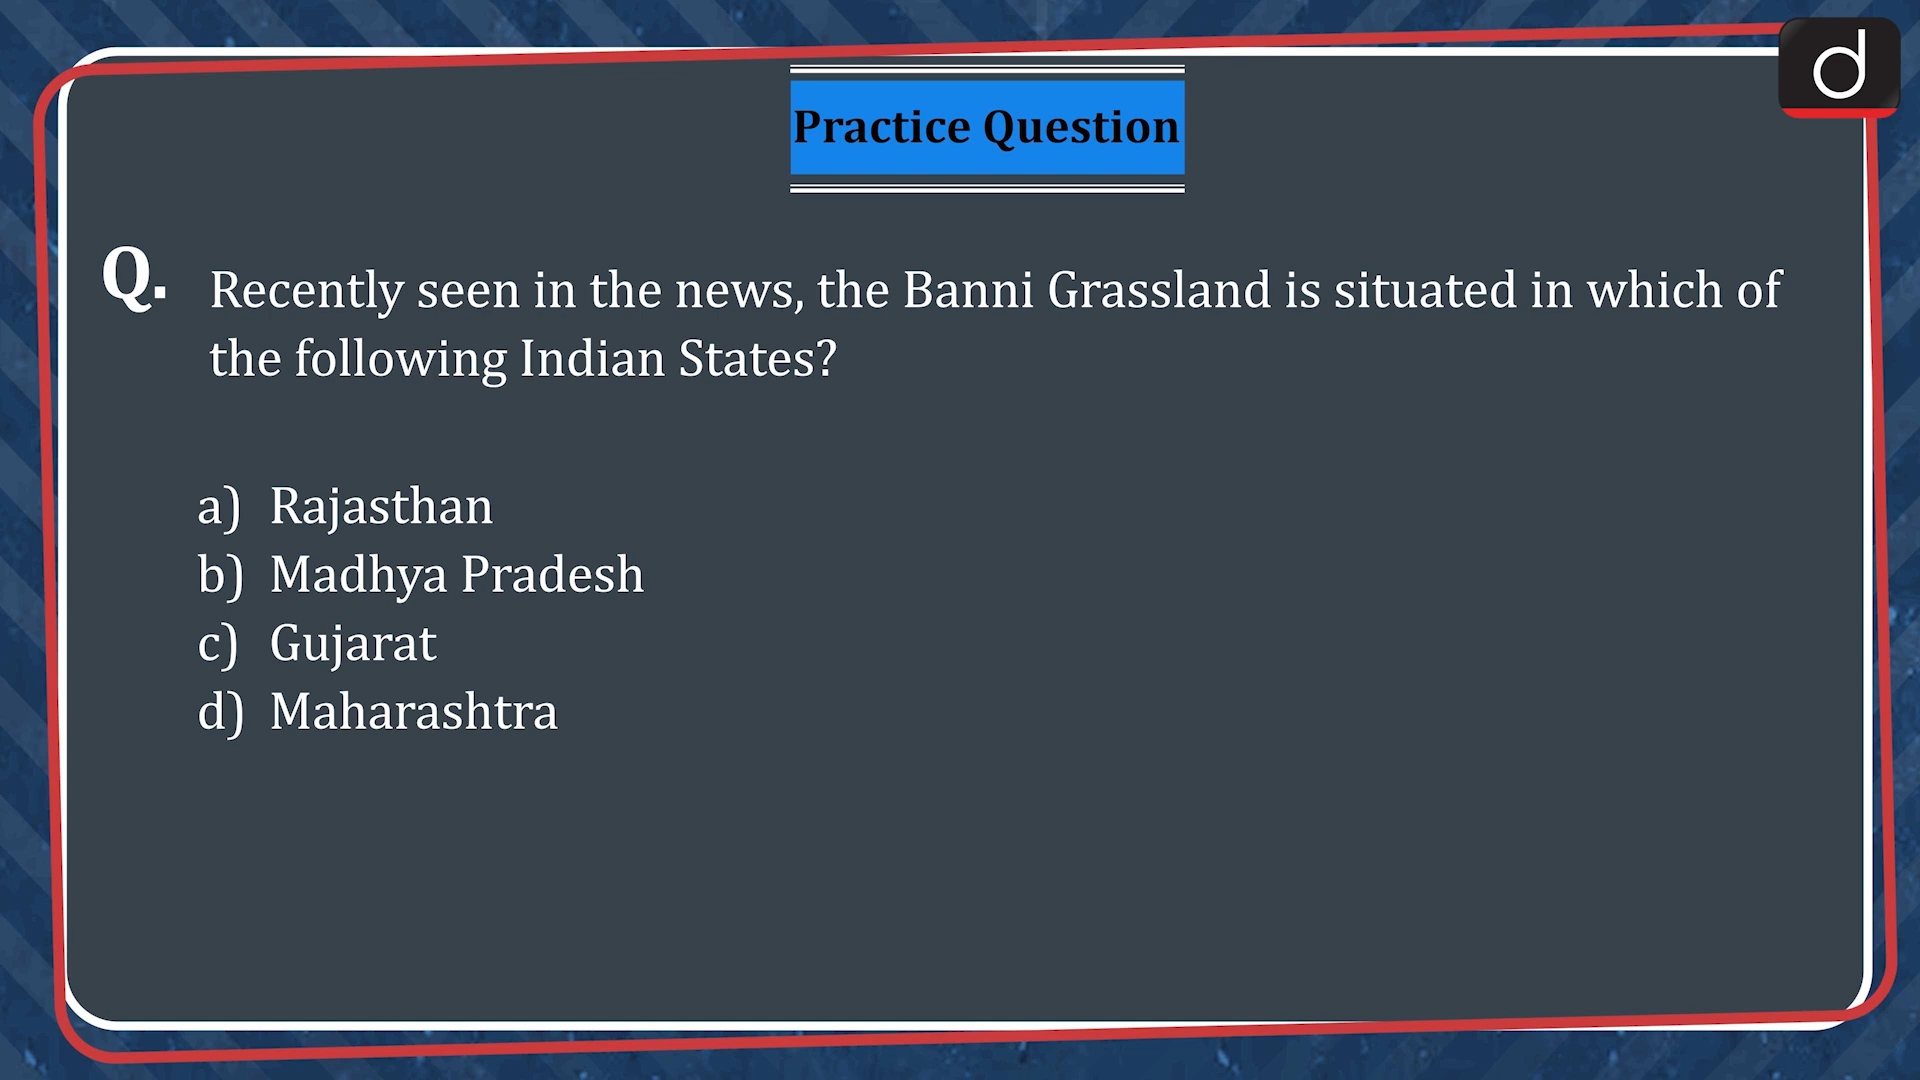 d
Practice Question
Q. Recently seen in the news, the Banni Grassland is situated in which of
the following Indian States?
a) Rajasthan
b) Madhya Pradesh
c) Gujarat
d) Maharashtra